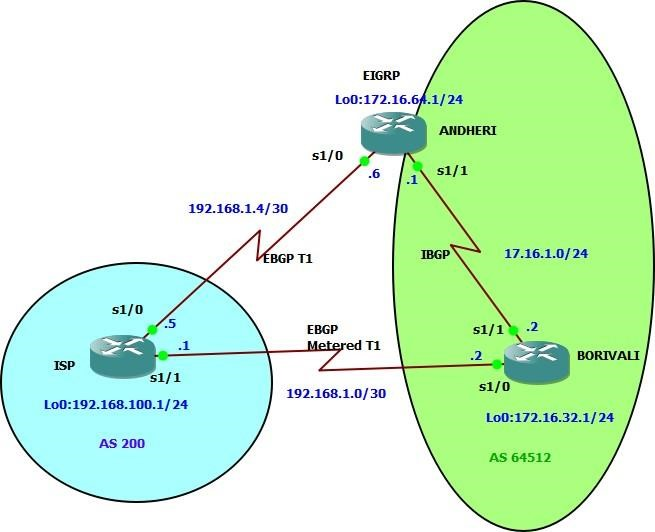 EIGRP
Lo0:172.16.64.1/24
ANDHERI
s1/0
.6
.1
s1/1
192.168.1.4/30
EBGP T1
IBGP
17.16.1.0/24
s1/0
.5
.1
ISP
s1/1
Lo0:192.168.100.1/24
AS 200
EBGP
Metered T1
192.168.1.0/30
s1/1
.2
.2
BORIVALI
s1/0
Lo0:172.16.32.1/24
AS 64512